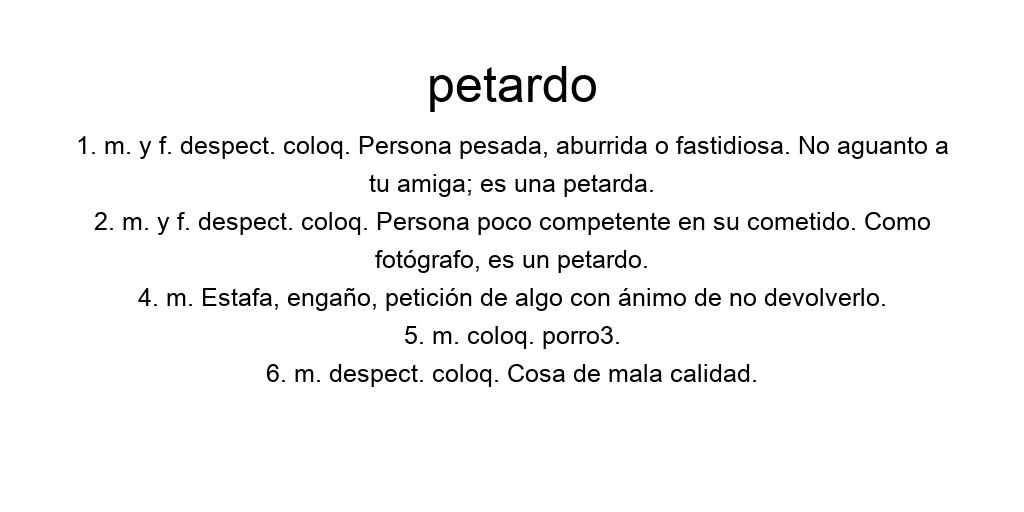 petardo
1. m. y f. despect. coloq. Persona pesada, aburrida o fastidiosa. No aguanto a
tu amiga; es una petarda.
2. m. y f. despect. coloq. Persona poco competente en su cometido. Como
fotógrafo, es un petardo.
4. m. Estafa, engaño, petición de algo con ánimo de no devolverlo.
5. m. coloq. porro3.
6. m. despect. coloq. Cosa de mala calidad.